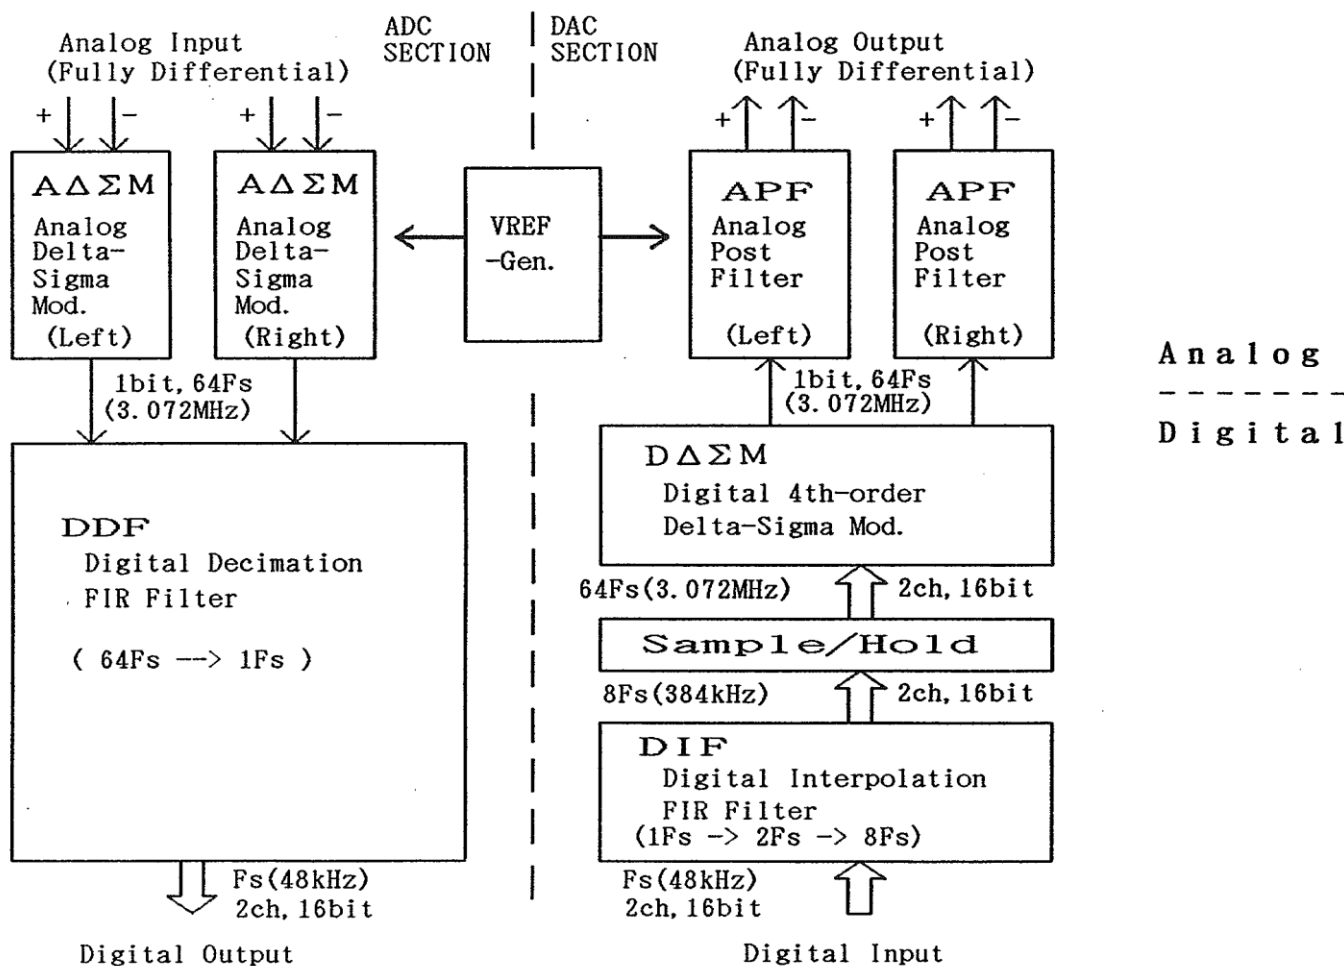 Analog Input
(Fully Differential)
ADC
SECTION
+ - + -
AΔΣM
Analog
Delta-
Sigma
Mod.
(Left)
AΔΣM
Analog
Delta-
Sigma
Mod.
(Right)
1bit, 64Fs
(3.072MHz)
DDF
Digital Decimation
FIR Filter
( 64Fs --> 1Fs )
Fs(48kHz)
2ch, 16bit
Digital Output
VREF
-Gen.
DAC
SECTION
Analog Output
(Fully Differential)
+ - + -
APF
Analog
Post
Filter
(Left)
APF
Analog
Post
Filter
(Right)
1bit, 64Fs
(3.072MHz)
DΔΣM
Digital 4th-order
Delta-Sigma Mod.
64Fs(3.072MHz) 2ch, 16bit
Sample/Hold
8Fs(384kHz) 2ch, 16bit
DIF
Digital Interpolation
FIR Filter
(1Fs -> 2Fs -> 8Fs)
Fs(48kHz)
2ch, 16bit
Digital Input
Analog
Digital